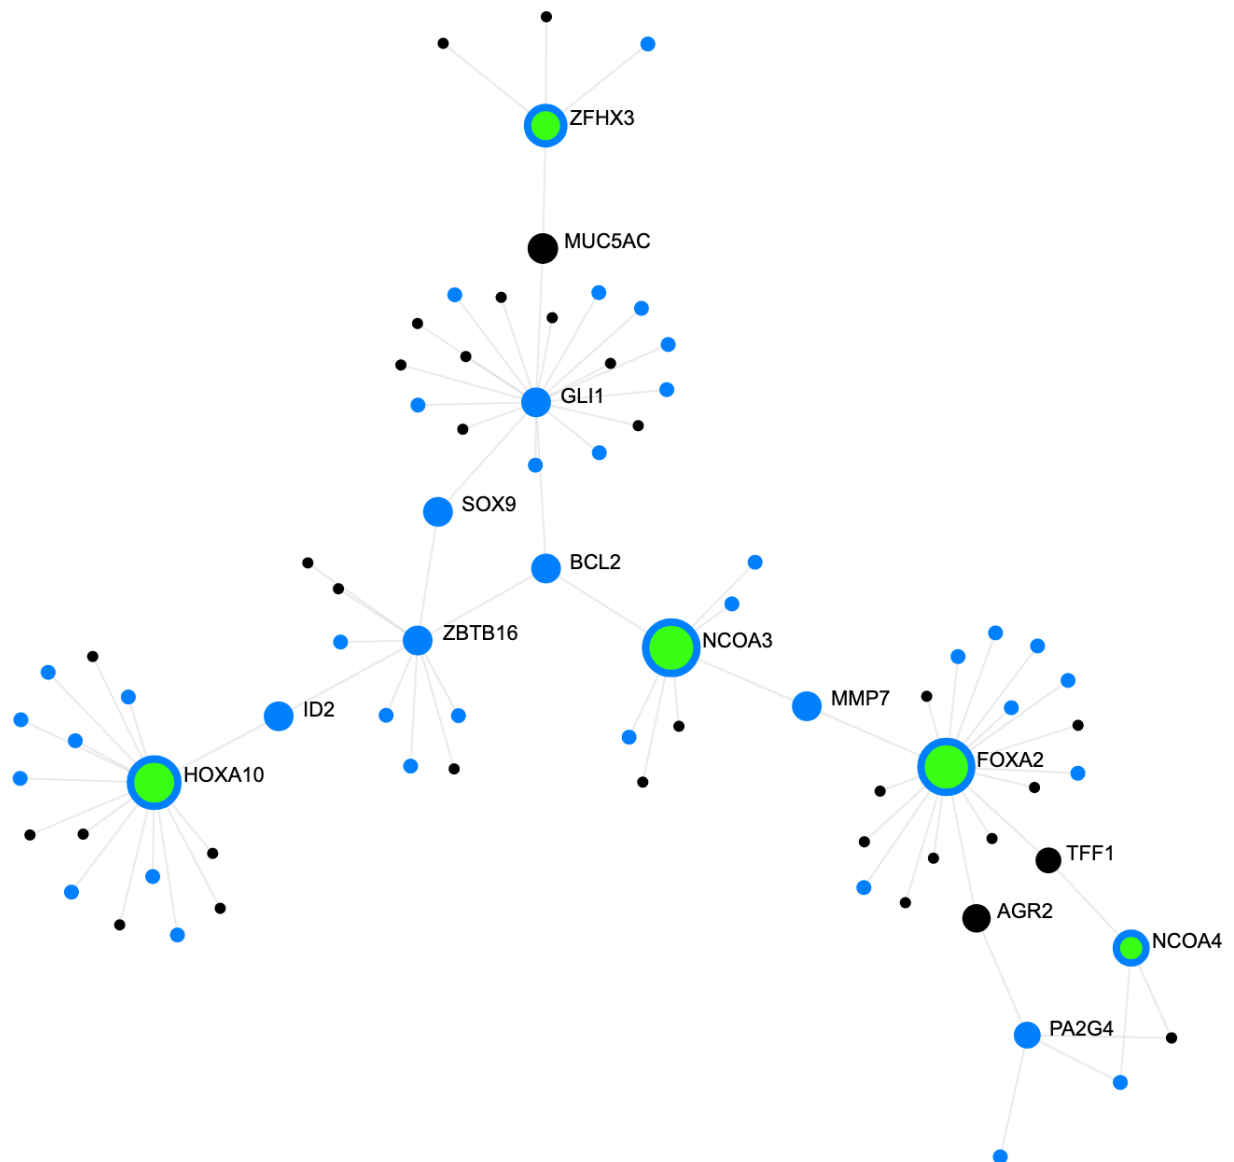 ZFHX3
MUC5AC
GLI1
SOX9
BCL2
ZBTB16
NCOA3
ID2
MMP7
HOXA10
FOXA2
TFF1
AGR2
NCOA4
PA2G4